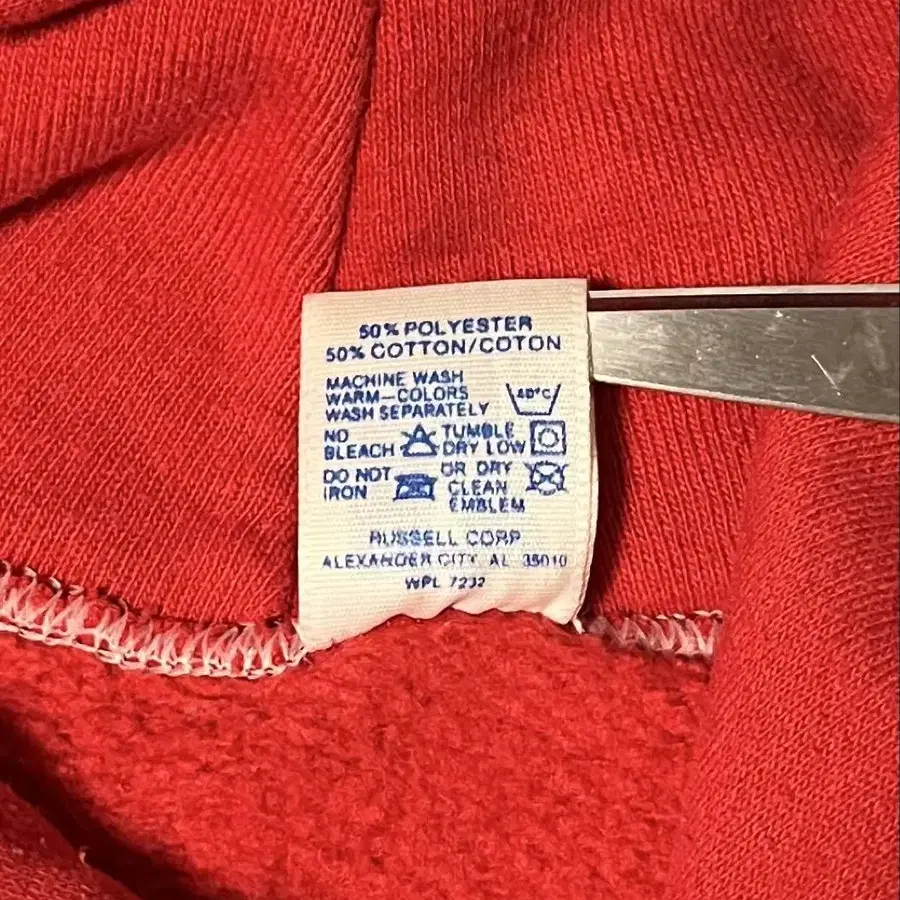 50% POLYESTER
50% COTTON/COTON
MACHINE WASH
WARM—COLORS
WASH SEPARATELY
40°C
NO
BLEACH
TUMBLE
DRY LOW
DO NOT
IRON
OR DRY
CLEAN
EMBLEM
RUSSELL CORP
ALEXANDER CITY, AL 35010
WPL 7232